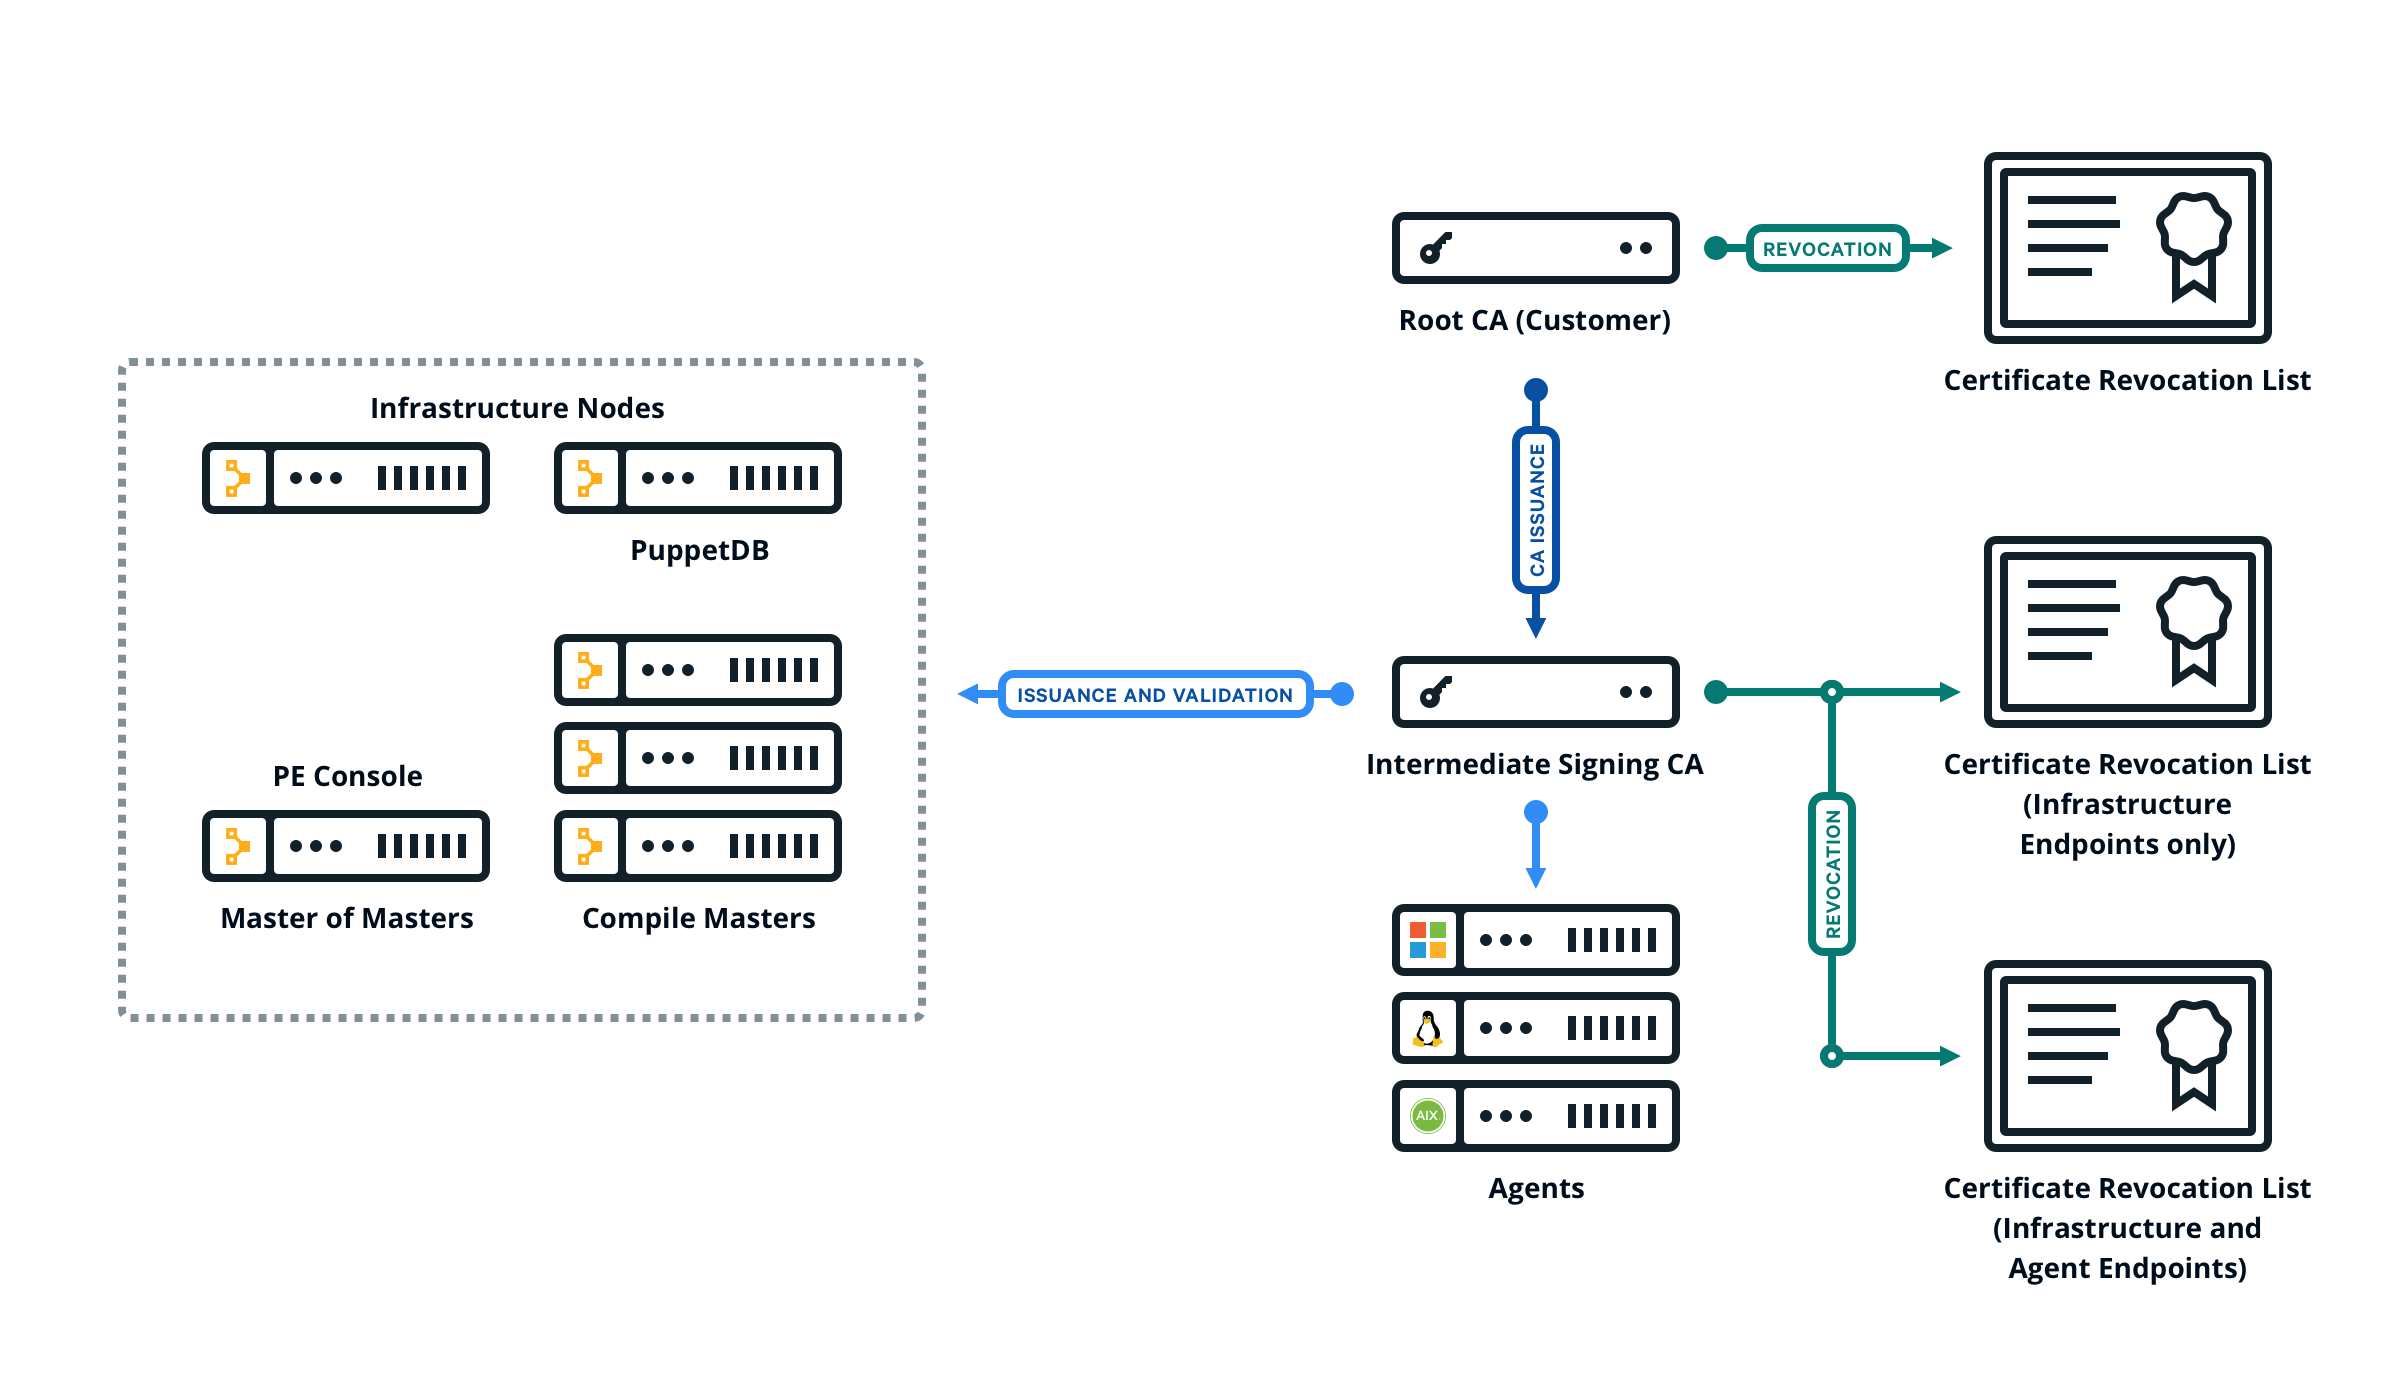 REVOCATION
Root CA (Customer)
Certificate Revocation List
Infrastructure Nodes
PuppetDB
CA ISSUANCE
ISSUANCE AND VALIDATION
PE Console
Master of Masters
Compile Masters
Intermediate Signing CA
Certificate Revocation List
(Infrastructure
Endpoints only)
REVOCATION
AIX
Agents
Certificate Revocation List
(Infrastructure and
Agent Endpoints)